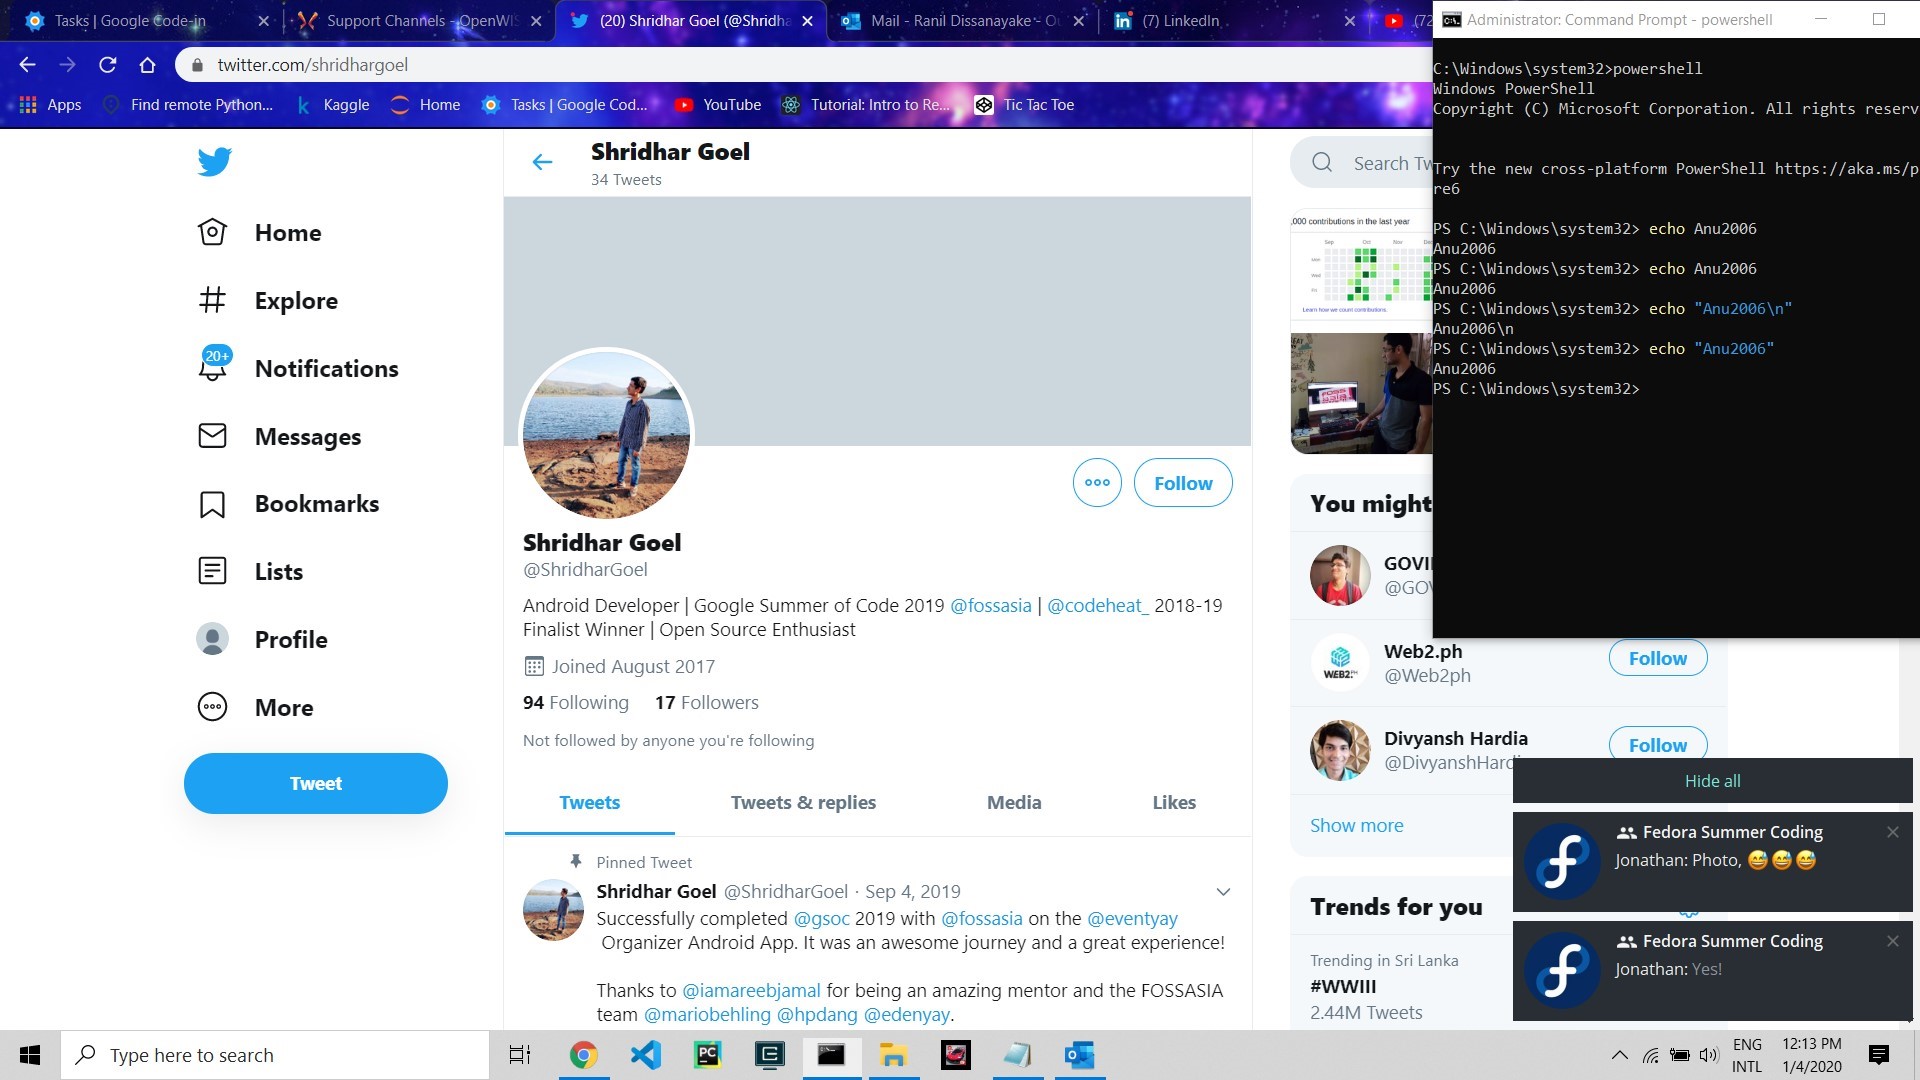 Tasks | Google Code-in
Support Channels - OpenWIS
(20) Shridhar Goel (@Shridha
Mail - Ranil Dissanayake - Ou
(7) LinkedIn
(72
Administrator: Command Prompt - powershell
twitter.com/shridhargoel
Apps
Find remote Python...
Kaggle
Home
Tasks | Google Cod...
YouTube
Tutorial: Intro to Re...
Tic Tac Toe
Home
Explore
20+
Notifications
Messages
Bookmarks
Lists
Profile
More
Tweet
Shridhar Goel
34 Tweets
Follow
Shridhar Goel
@ShridharGoel
Android Developer | Google Summer of Code 2019 @fossasia | @codeheat_ 2018-19
Finalist Winner | Open Source Enthusiast
Joined August 2017
94 Following 17 Followers
Not followed by anyone you're following
Tweets
Tweets & replies
Media
Likes
Pinned Tweet
Shridhar Goel @ShridharGoel · Sep 4, 2019
Successfully completed @gsoc 2019 with @fossasia on the @eventyay
Organizer Android App. It was an awesome journey and a great experience!
Thanks to @iamareebjamal for being an amazing mentor and the FOSSASIA
team @mariobehling @hpdang @edenyay.
Search Tw
,000 contributions in the last year
Sep Oct Nov De
Wed
Fri
Learn how we count contributions.
You might
GOVI
@GOV
Web2.ph
@Web2ph
Follow
WEB2.PH
Divyansh Hardia
@DivyanshHardi
Follow
Show more
Trends for you
Trending in Sri Lanka
#WWIII
2.44M Tweets
C:\Windows\system32>powershell
Windows PowerShell
Copyright (C) Microsoft Corporation. All rights reserv
Try the new cross-platform PowerShell https://aka.ms/p
re6
PS C:\Windows\system32> echo Anu2006
Anu2006
PS C:\Windows\system32> echo Anu2006
Anu2006
PS C:\Windows\system32> echo "Anu2006\n"
Anu2006\n
PS C:\Windows\system32> echo "Anu2006"
Anu2006
PS C:\Windows\system32>
Hide all
Fedora Summer Coding
Jonathan: Photo, 😅😅😅
Fedora Summer Coding
Jonathan: Yes!
Type here to search
PC
ENG
INTL
12:13 PM
1/4/2020